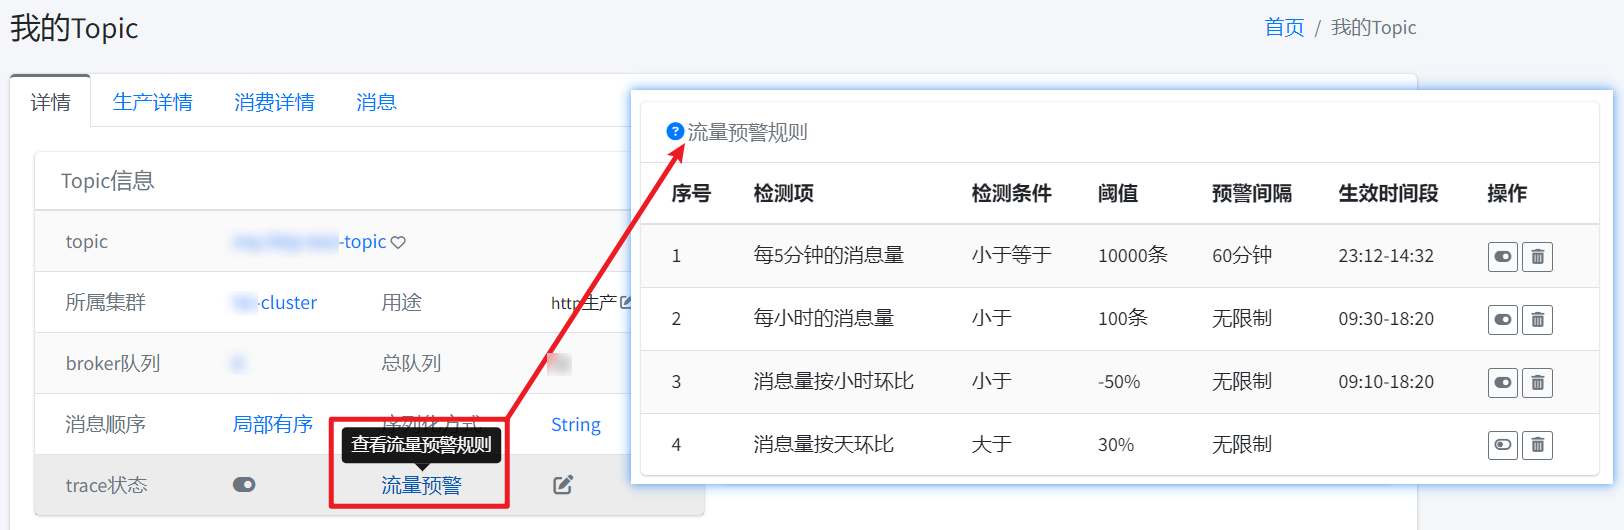 我的Topic
首页 / 我的Topic
详情 生产详情 消费详情 消息
Topic信息
topic -topic
所属集群 -cluster 用途 http生产
broker队列 总队列
消息顺序 局部有序 序列化方式 String
查看流量预警规则
trace状态 流量预警
流量预警规则
序号 检测项 检测条件 阈值 预警间隔 生效时间段 操作
1 每5分钟的消息量 小于等于 10000条 60分钟 23:12-14:32
2 每小时的消息量 小于 100条 无限制 09:30-18:20
3 消息量按小时环比 小于 -50% 无限制 09:10-18:20
4 消息量按天环比 大于 30% 无限制